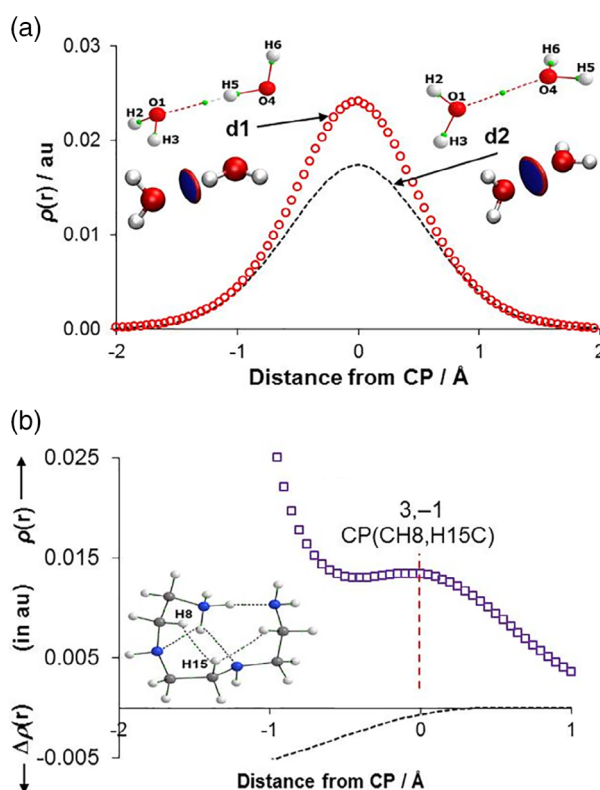 (a)
0.03
0.02
0.01
0.00
ρ(r) / au
H6
H5
H2
O1
O4
H3
d1
H6
H2
H5
O1
O4
H3
d2
-2
-1
0
1
2
Distance from CP / Å
(b)
0.025
0.015
0.005
-0.005
ρ(r)
(in au)
Δρ(r)
3,–1
CP(CH8,H15C)
H8
H15
-2
-1
0
1
Distance from CP / Å